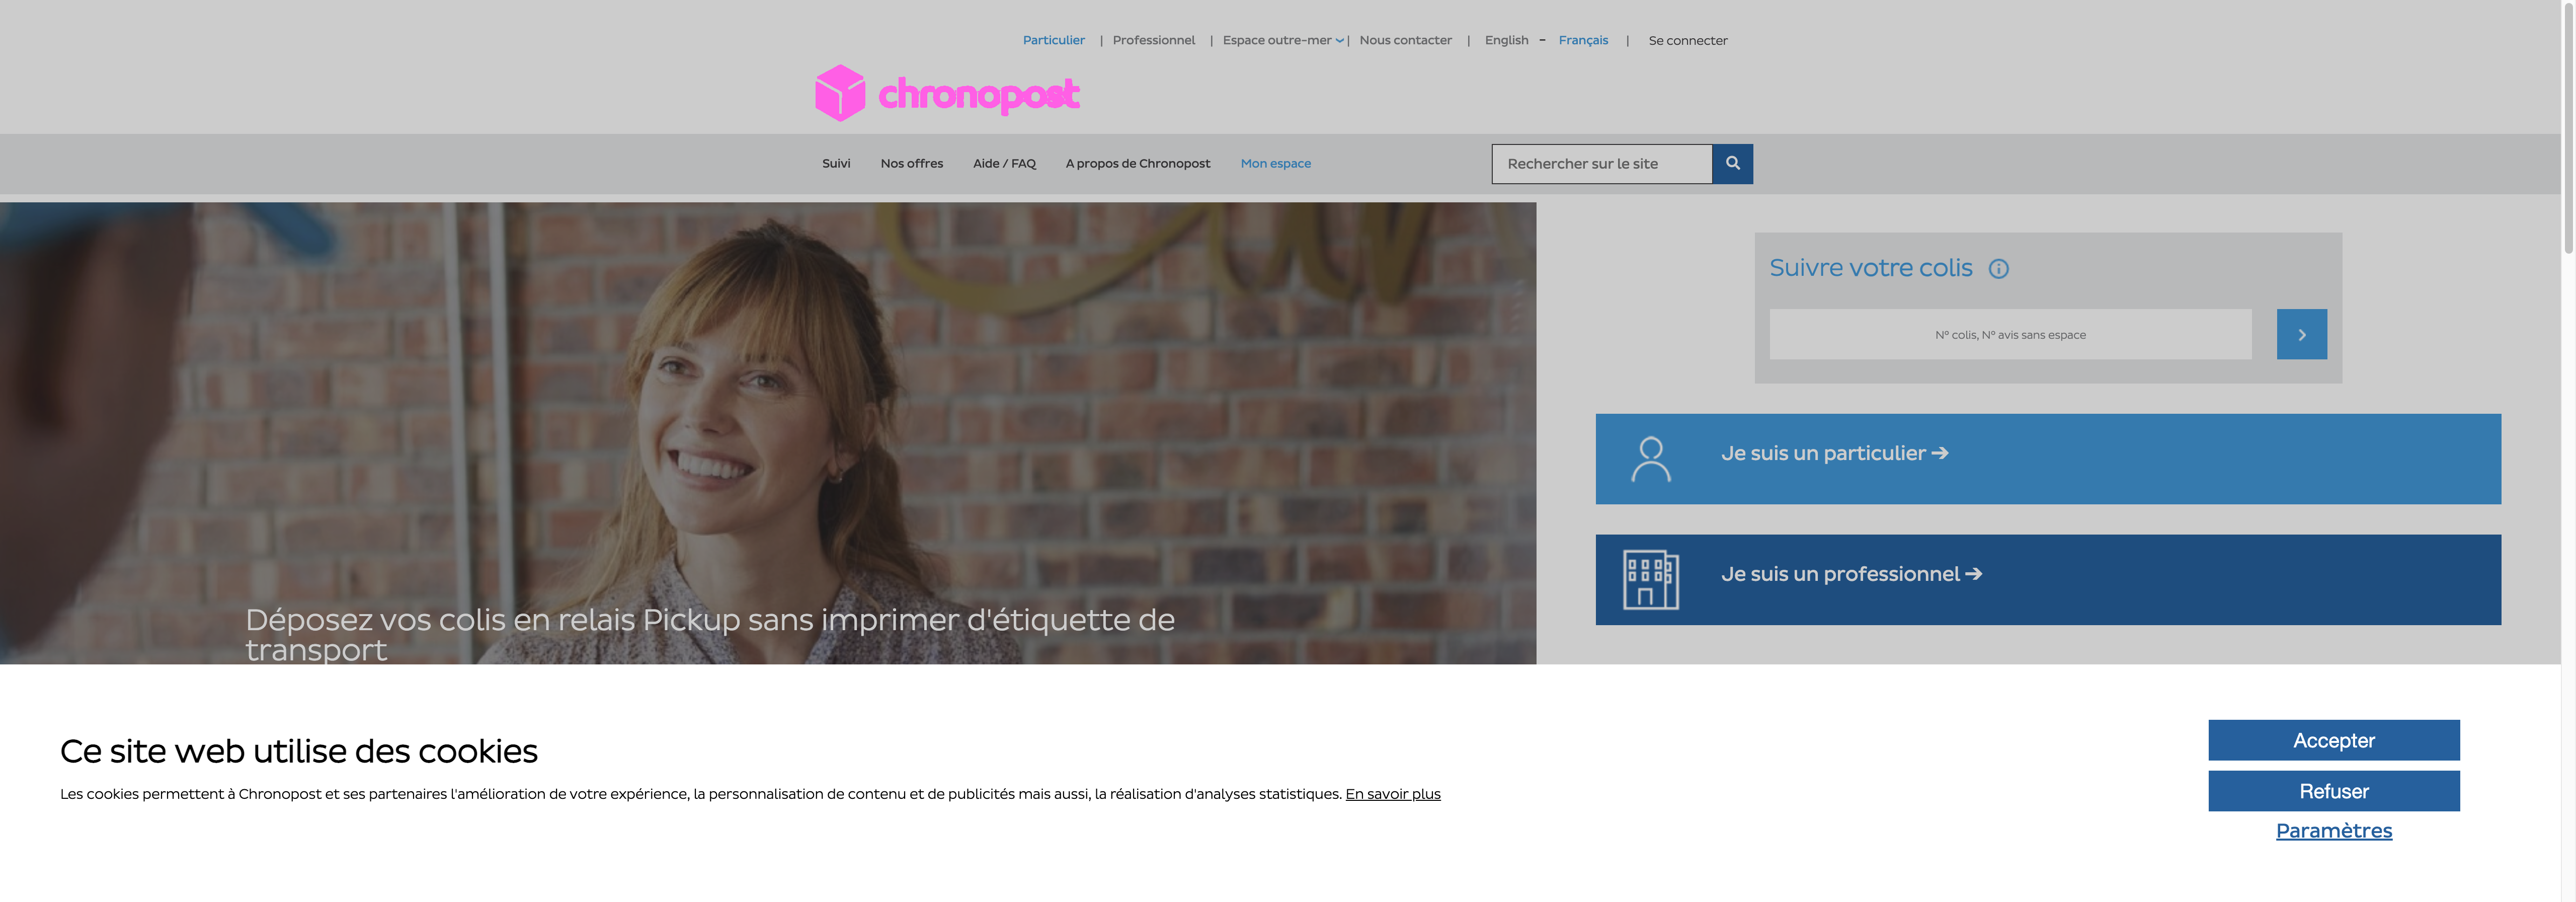 Particulier | Professionnel | Espace outre-mer | Nous contacter | English - Français | Se connecter
chronopost
Suivi Nos offres Aide / FAQ A propos de Chronopost Mon espace Rechercher sur le site
Suivre votre colis
N° colis, N° avis sans espace
Je suis un particulier →
Je suis un professionnel →
Déposez vos colis en relais Pickup sans imprimer d'étiquette de
transport
Ce site web utilise des cookies
Les cookies permettent à Chronopost et ses partenaires l'amélioration de votre expérience, la personnalisation de contenu et de publicités mais aussi, la réalisation d'analyses statistiques. En savoir plus
Accepter
Refuser
Paramètres